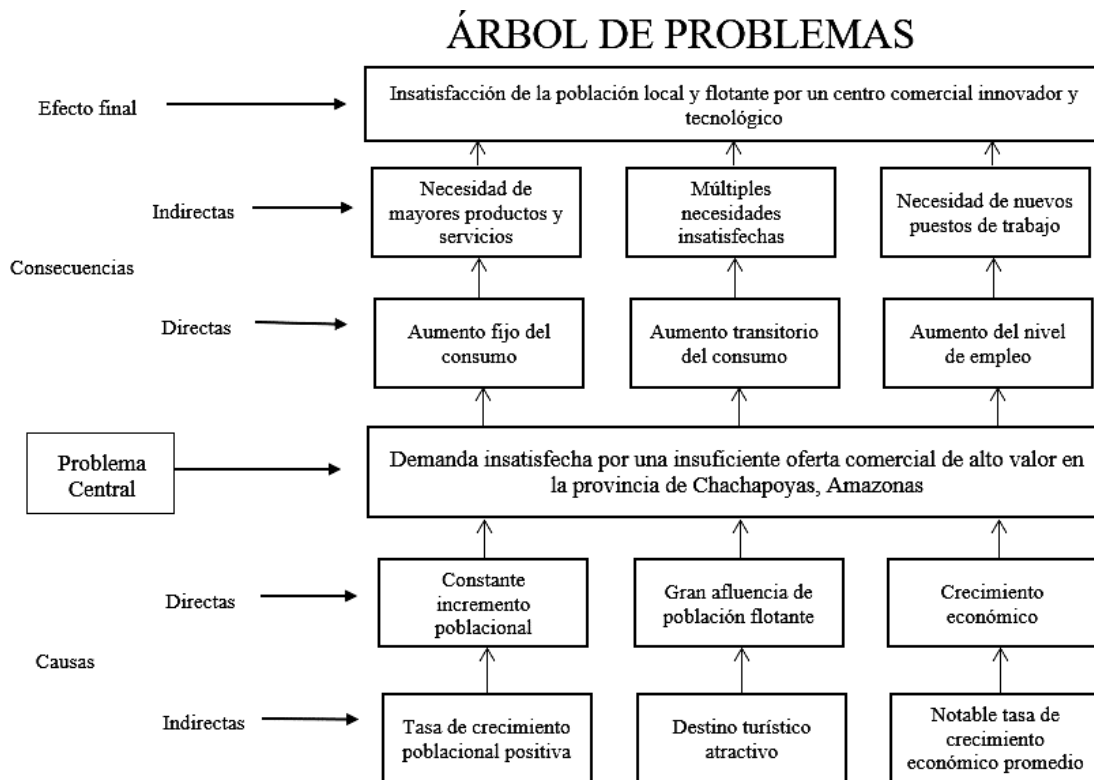 ÁRBOL DE PROBLEMAS
Efecto final
Insatisfacción de la población local y flotante por un centro comercial innovador y
tecnológico
Indirectas
Necesidad de
mayores productos y
servicios
Múltiples
necesidades
insatisfechas
Necesidad de nuevos
puestos de trabajo
Consecuencias
Directas
Aumento fijo del
consumo
Aumento transitorio
del consumo
Aumento del nivel
de empleo
Problema
Central
Demanda insatisfecha por una insuficiente oferta comercial de alto valor en
la provincia de Chachapoyas, Amazonas
Directas
Constante
incremento
poblacional
Gran afluencia de
población flotante
Crecimiento
económico
Causas
Indirectas
Tasa de crecimiento
poblacional positiva
Destino turístico
atractivo
Notable tasa de
crecimiento
económico promedio